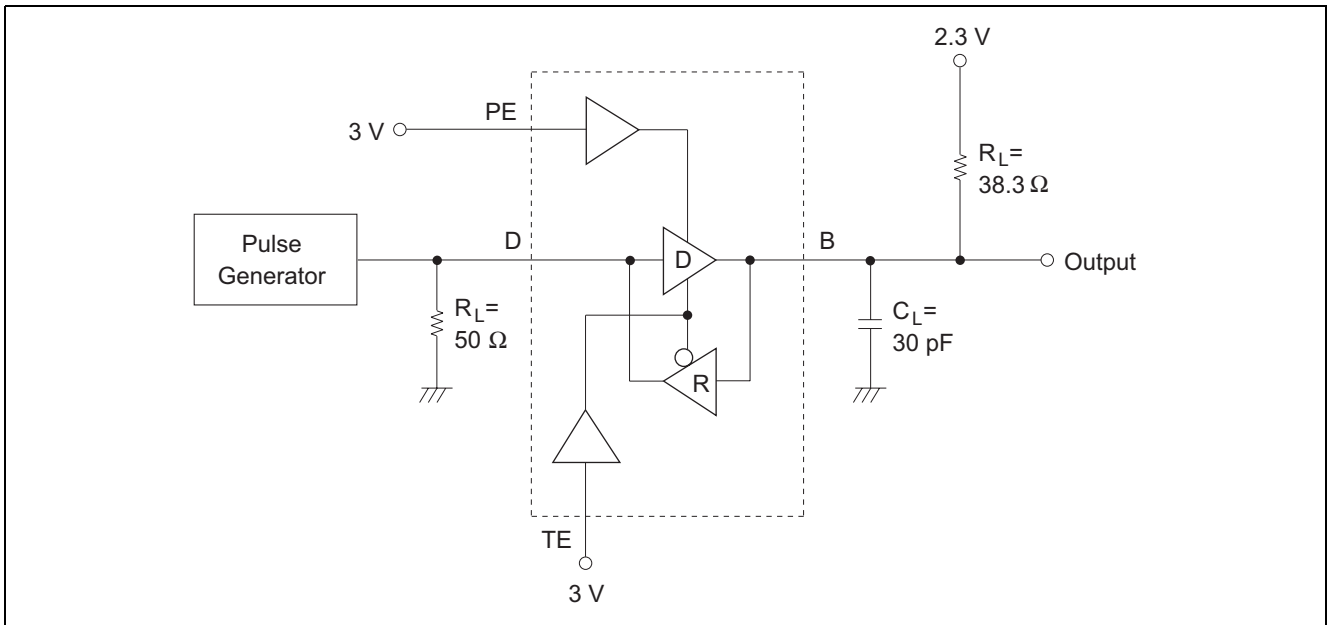 2.3 V
PE
3 V
R_L=
38.3 Ω
Pulse
Generator
D
D
B
Output
R_L=
50 Ω
C_L=
30 pF
R
TE
3 V